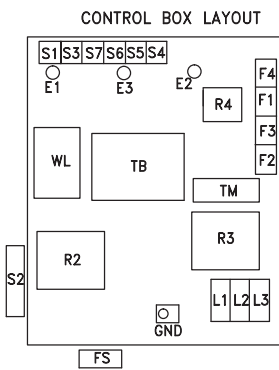 CONTROL BOX LAYOUT
S1 S3 S7 S6 S5 S4
E1 E3 E2
F4
R4
F1
F3
WL TB
F2
TM
R3
R2
S2
L1 L2 L3
GND
FS